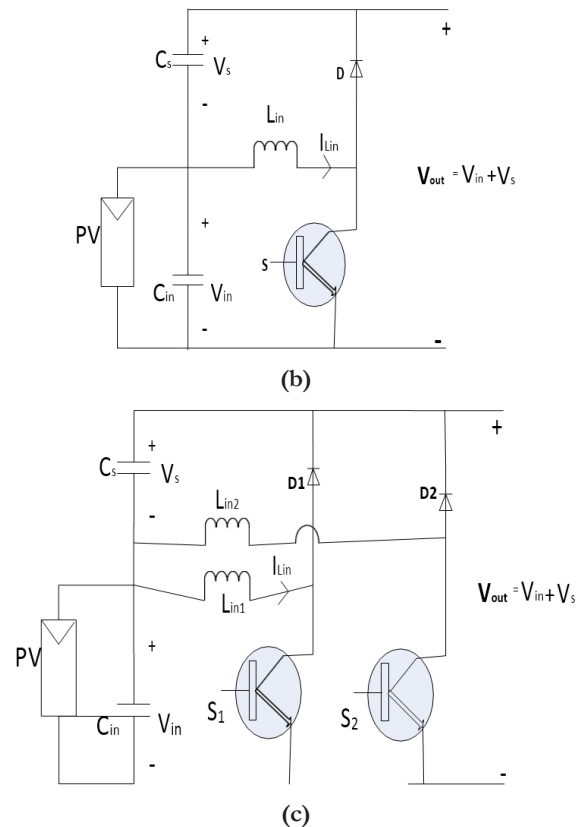 +
Cs
Vs
-
D
+
Lin
ILin
Vout = Vin + Vs
PV
+
s
Cin
Vin
-
-
(b)
+
Cs
Vs
-
D1
D2
+
Lin2
ILin
Lin1
Vout = Vin + Vs
PV
+
Cin
Vin
S1
S2
-
-
(c)